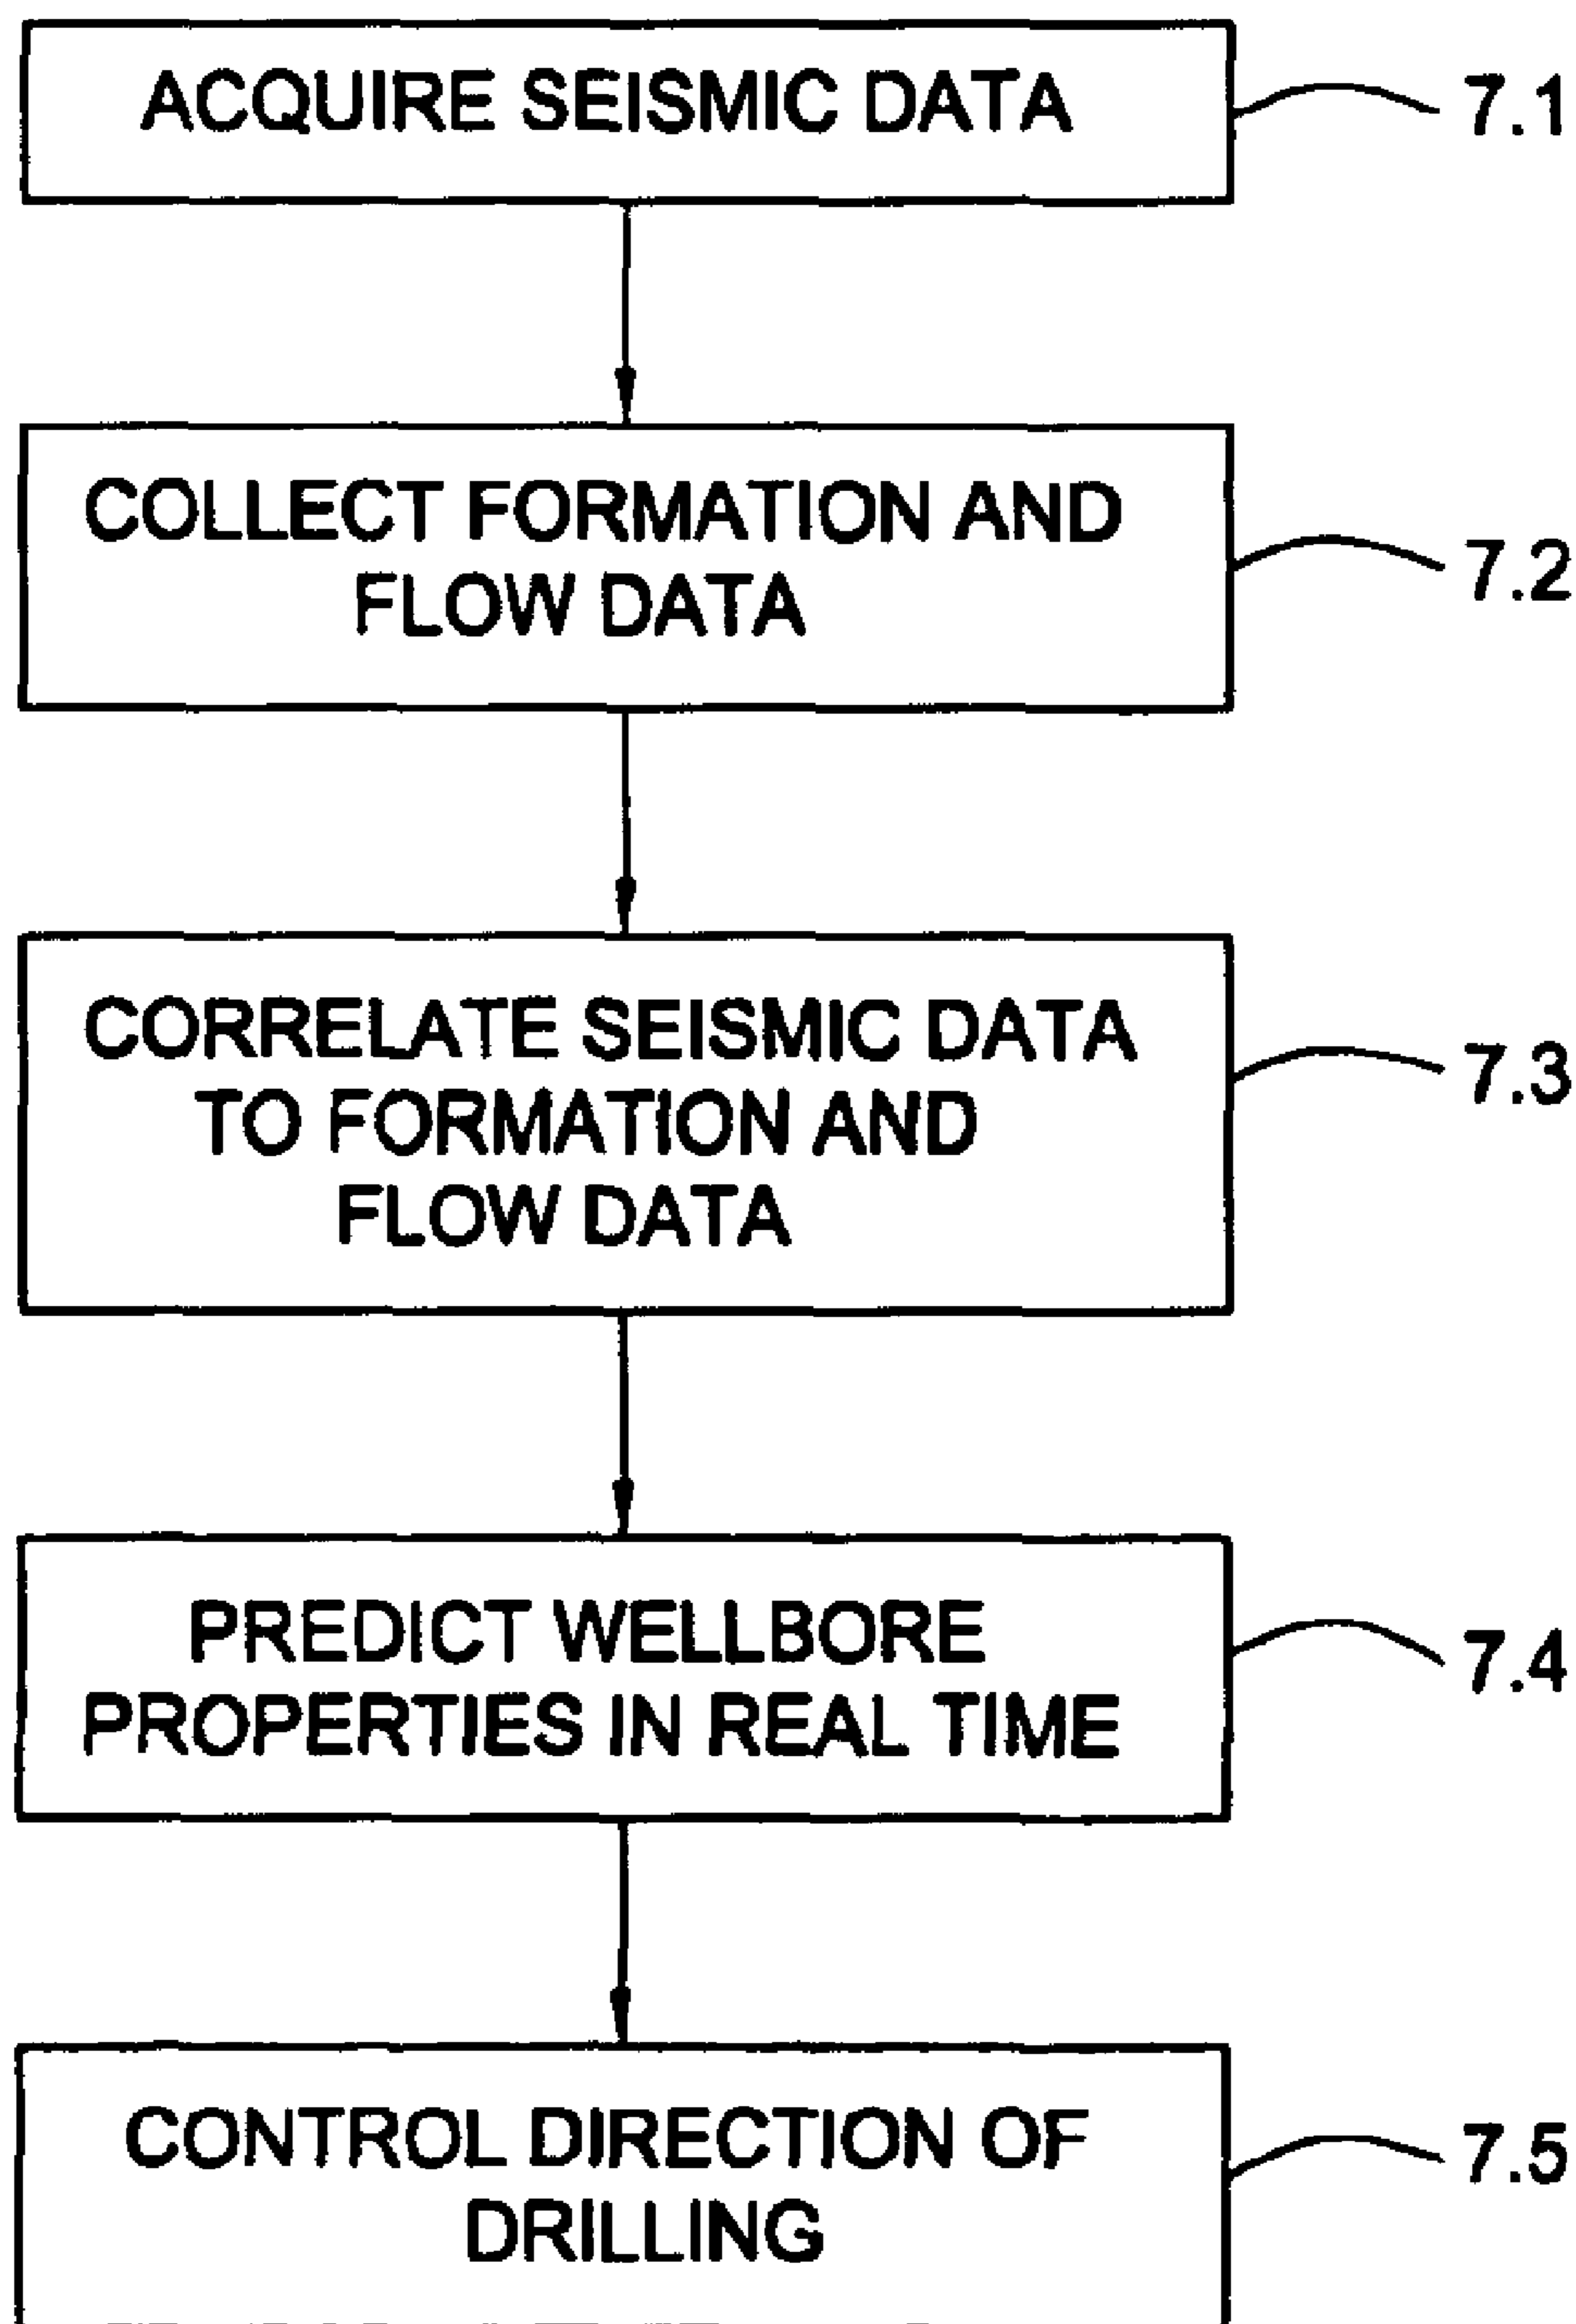 ACQUIRE SEISMIC DATA
7.1
COLLECT FORMATION AND
FLOW DATA
7.2
CORRELATE SEISMIC DATA
TO FORMATION AND
FLOW DATA
7.3
PREDICT WELLBORE
PROPERTIES IN REAL TIME
7.4
CONTROL DIRECTION OF
DRILLING
7.5